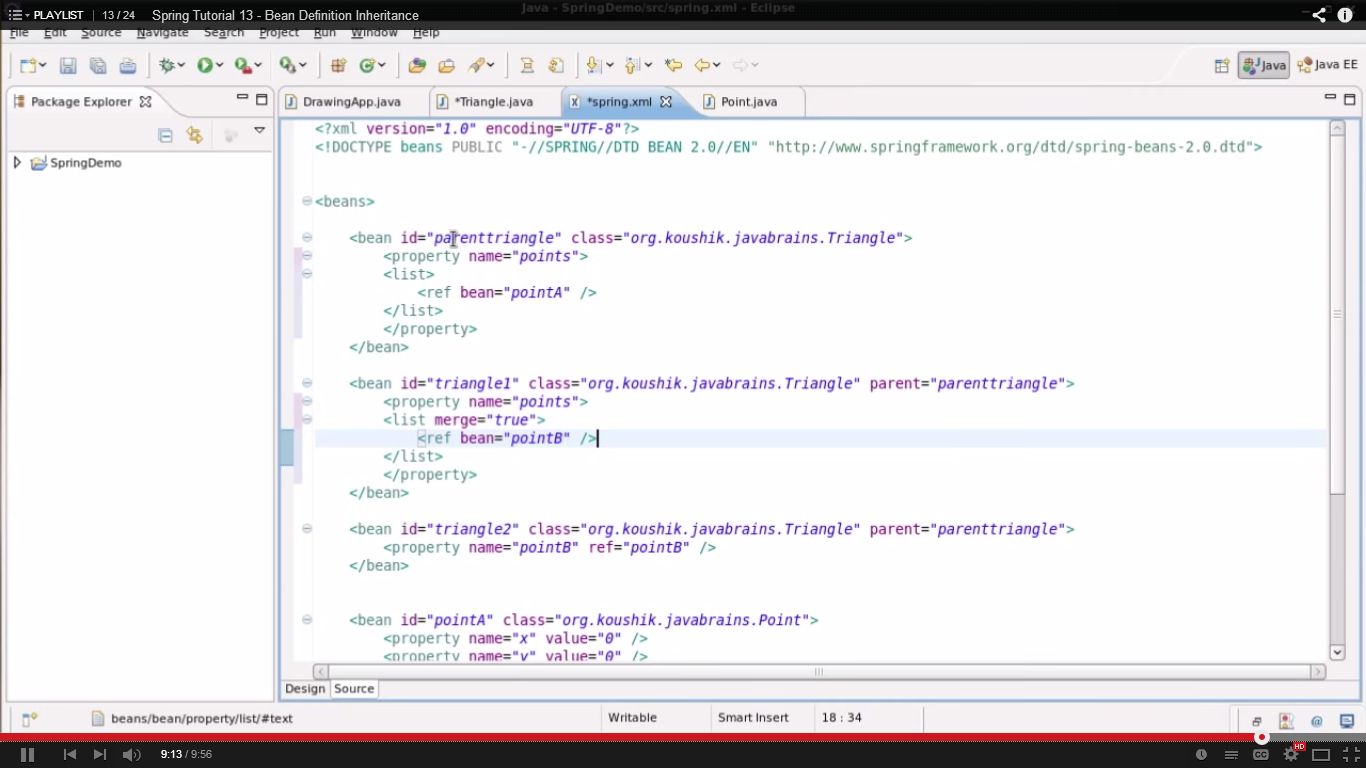 Java - SpringDemo/src/spring.xml - Eclipse
PLAYLIST 13 / 24 Spring Tutorial 13 - Bean Definition Inheritance
File Edit Source Navigate Search Project Run Window Help
Java Java EE
Package Explorer
DrawingApp.java *Triangle.java *spring.xml Point.java
SpringDemo
<?xml version="1.0" encoding="UTF-8"?>
<!DOCTYPE beans PUBLIC "-//SPRING//DTD BEAN 2.0//EN" "http://www.springframework.org/dtd/spring-beans-2.0.dtd">
<beans>
<bean id="parenttriangle" class="org.koushik.javabrains.Triangle">
<property name="points">
<list>
<ref bean="pointA" />
</list>
</property>
</bean>
<bean id="triangle1" class="org.koushik.javabrains.Triangle" parent="parenttriangle">
<property name="points">
<list merge="true">
<ref bean="pointB" />
</list>
</property>
</bean>
<bean id="triangle2" class="org.koushik.javabrains.Triangle" parent="parenttriangle">
<property name="pointB" ref="pointB" />
</bean>
<bean id="pointA" class="org.koushik.javabrains.Point">
<property name="x" value="0" />
<property name="y" value="0" />
Design Source
beans/bean/property/list/#text Writable Smart Insert 18 : 34
9:13 / 9:56 CC HD